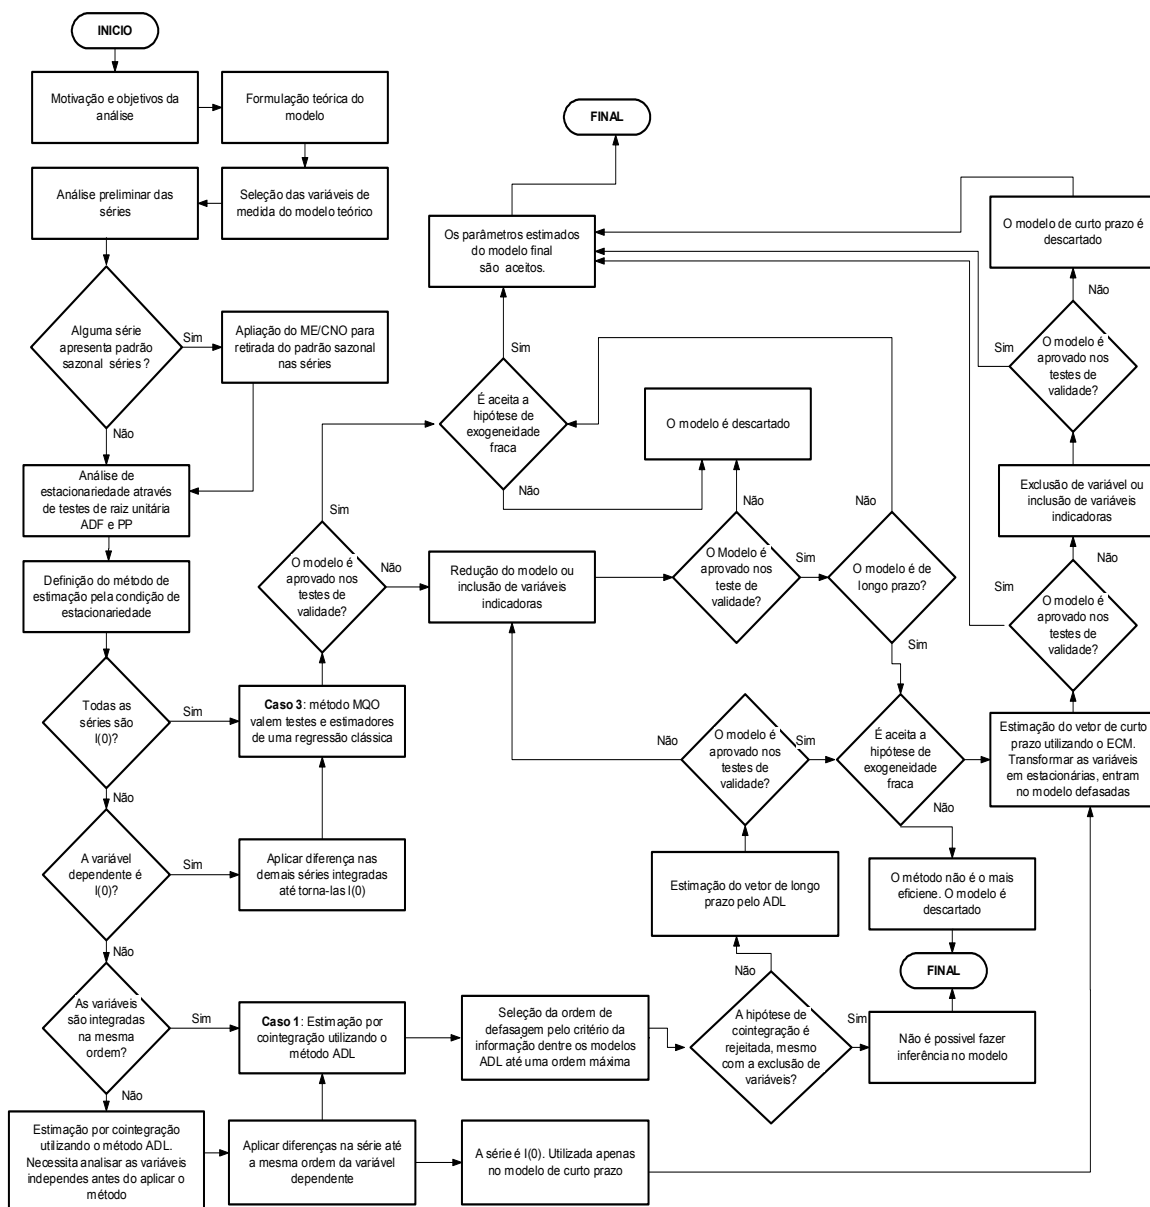 INICIO
Motivação e objetivos da
análise
Formulação teórica do
modelo
Análise preliminar das
séries
Seleção das variáveis de
medida do modelo teórico
Alguma série
apresenta padrão
sazonal séries ?
Sim
Apliação do ME/CNO para
retirada do padrão sazonal
nas séries
Não
Análise de
estacionariedade através
de testes de raiz unitária
ADF e PP
Definição do método de
estimação pela condição de
estacionariedade
Todas as
séries são
I(0)?
Sim
Caso 3: método MQO
valem testes e estimadores
de uma regressão clássica
Não
A variável
dependente é
I(0)?
Sim
Aplicar diferença nas
demais séries integradas
até torna-las I(0)
Não
As variáveis
são integradas
na mesma
ordem?
Sim
Caso 1: Estimação por
cointegração utilizando o
método ADL
Não
Estimação por cointegração
utilizando o método ADL.
Necessita analisar as variáveis
independes antes do aplicar o
método
Aplicar diferenças na série até
a mesma ordem da variável
dependente
A série é I(0). Utilizada apenas
no modelo de curto prazo
Seleção da ordem de
defasagem pelo critério da
informação dentre os modelos
ADL até uma ordem máxima
A hipótese de
cointegração é
rejeitada, mesmo
com a exclusão de
variáveis?
Sim
Não é possivel fazer
inferência no modelo
FINAL
Não
Estimação do vetor de longo
prazo pelo ADL
O modelo é
aprovado nos
testes de
validade?
Não
Sim
É aceita a
hipótese de
exogeneidade
fraca
Não
O método não é o mais
eficiene. O modelo é
descartado
Estimação do vetor de curto
prazo utilizando o ECM.
Transformar as variáveis
em estacionárias, entram
no modelo defasadas
O modelo é
aprovado nos
testes de
validade?
Sim
Não
Exclusão de variável ou
inclusão de variáveis
indicadoras
O modelo é
aprovado nos
testes de
validade?
Sim
Não
O modelo de curto prazo é
descartado
O modelo é
aprovado nos
testes de
validade?
Sim
Não
Redução do modelo ou
inclusão de variáveis
indicadoras
O Modelo é
aprovado nos
teste de
validade?
Não
Sim
O modelo é descartado
O modelo é de
longo prazo?
Não
Sim
É aceita a
hipótese de
exogeneidade
fraca
Não
Sim
Os parâmetros estimados
do modelo final
são aceitos.
FINAL